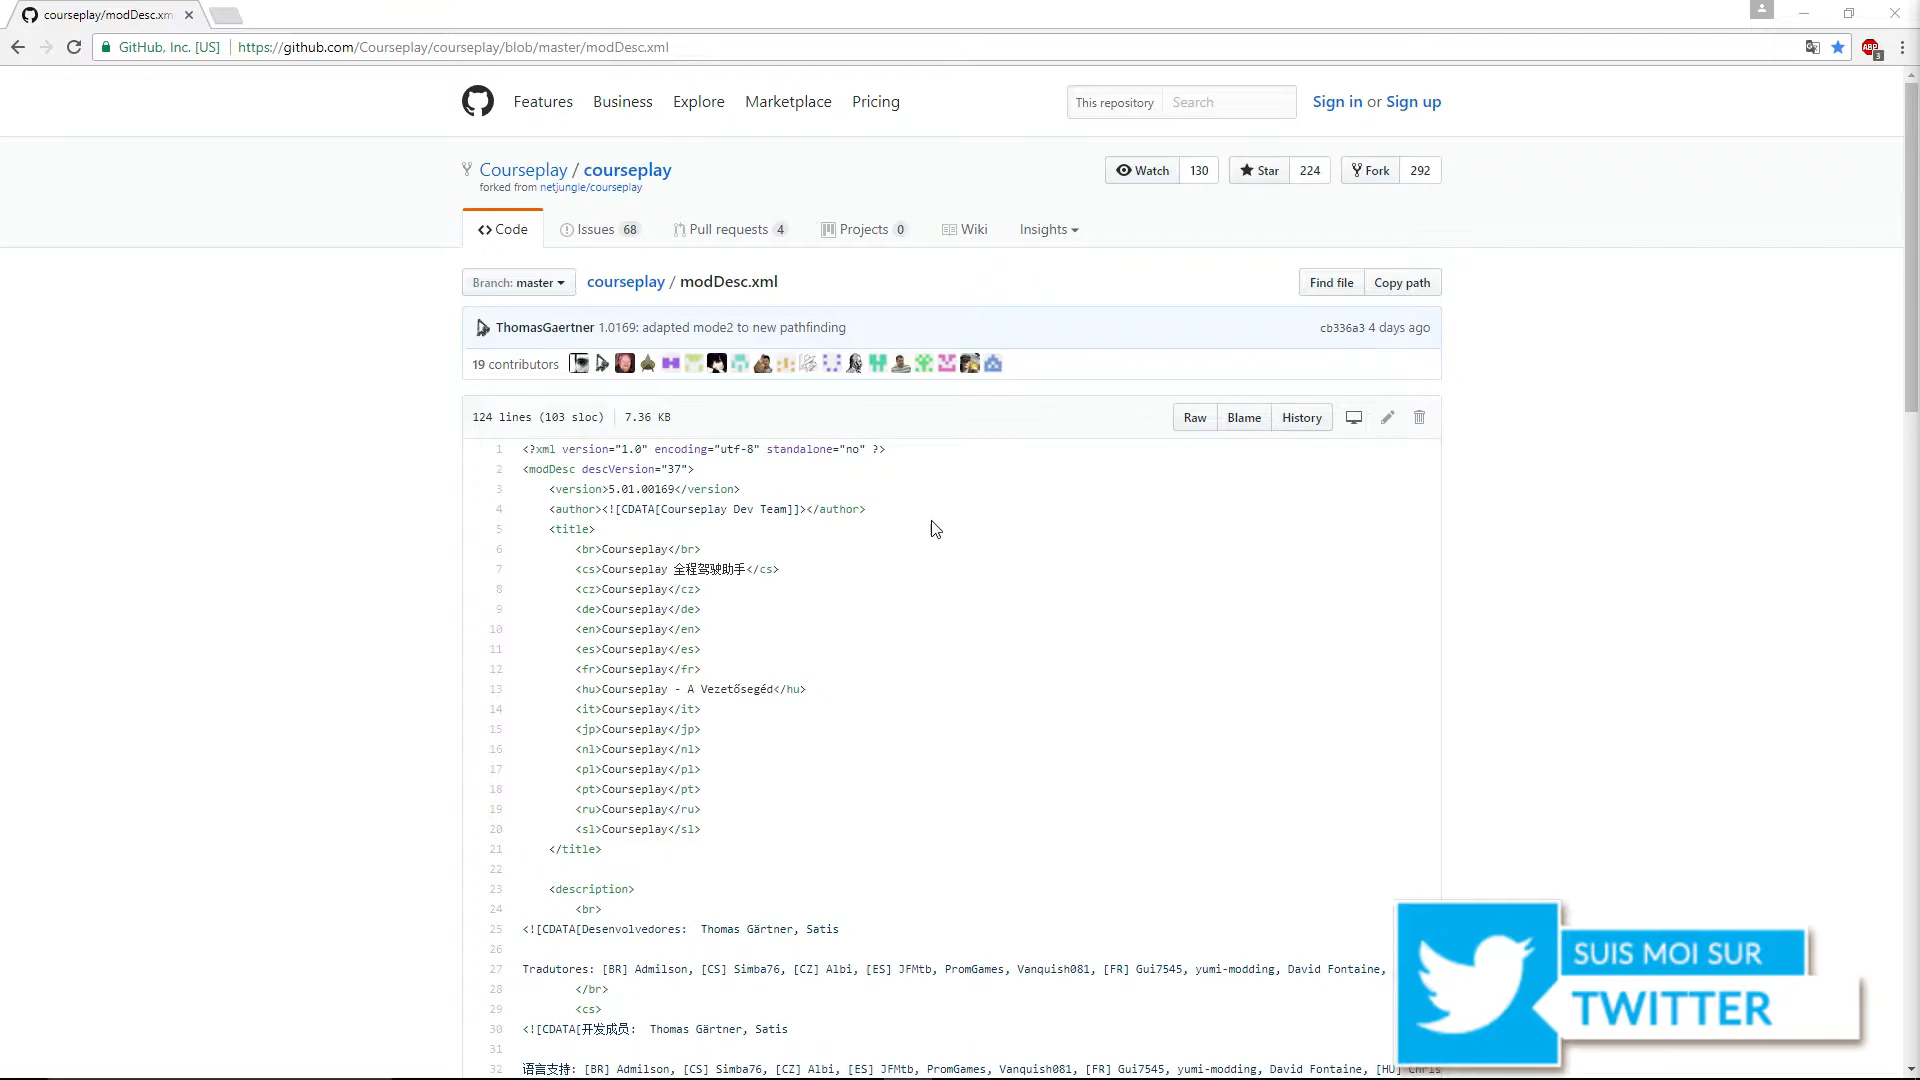 courseplay/modDesc.xm
GitHub, Inc. [US] https://github.com/Courseplay/courseplay/blob/master/modDesc.xml
ABP 3
Features Business Explore Marketplace Pricing This repository Search Sign in or Sign up
Courseplay / courseplay
forked from netjungle/courseplay
Watch 130 Star 224 Fork 292
Code Issues 68 Pull requests 4 Projects 0 Wiki Insights
Branch: master courseplay / modDesc.xml Find file Copy path
ThomasGaertner 1.0169: adapted mode2 to new pathfinding cb336a3 4 days ago
19 contributors
124 lines (103 sloc) 7.36 KB Raw Blame History
1 <?xml version="1.0" encoding="utf-8" standalone="no" ?>
2 <modDesc descVersion="37">
3 <version>5.01.00169</version>
4 <author><![CDATA[Courseplay Dev Team]]></author>
5 <title>
6 <br>Courseplay</br>
7 <cs>Courseplay 全程驾驶助手</cs>
8 <cz>Courseplay</cz>
9 <de>Courseplay</de>
10 <en>Courseplay</en>
11 <es>Courseplay</es>
12 <fr>Courseplay</fr>
13 <hu>Courseplay - A Vezetősegéd</hu>
14 <it>Courseplay</it>
15 <jp>Courseplay</jp>
16 <nl>Courseplay</nl>
17 <pl>Courseplay</pl>
18 <pt>Courseplay</pt>
19 <ru>Courseplay</ru>
20 <sl>Courseplay</sl>
21 </title>
22
23 <description>
24 <br>
25 <![CDATA[Desenvolvedores: Thomas Gärtner, Satis
26
27 Tradutores: [BR] Admilson, [CS] Simba76, [CZ] Albi, [ES] JFMtb, PromGames, Vanquish081, [FR] Gui7545, yumi-modding, David Fontaine,
28 </br>
29 <cs>
30 <![CDATA[开发成员: Thomas Gärtner, Satis
31
32 语言支持: [BR] Admilson, [CS] Simba76, [CZ] Albi, [ES] JFMtb, PromGames, Vanquish081, [FR] Gui7545, yumi-modding, David Fontaine, [HU] Chris
SUIS MOI SUR
TWITTER